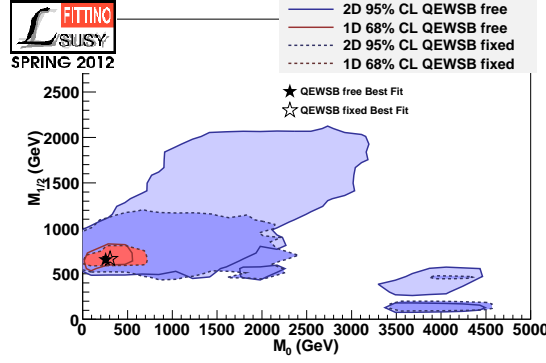 FITTINO
L SUSY
SPRING 2012
2D 95% CL QEWSB free
1D 68% CL QEWSB free
2D 95% CL QEWSB fixed
1D 68% CL QEWSB fixed
QEWSB free Best Fit
QEWSB fixed Best Fit
M1/2 (GeV)
2500
2000
1500
1000
500
0
0 500 1000 1500 2000 2500 3000 3500 4000 4500 5000
M0 (GeV)